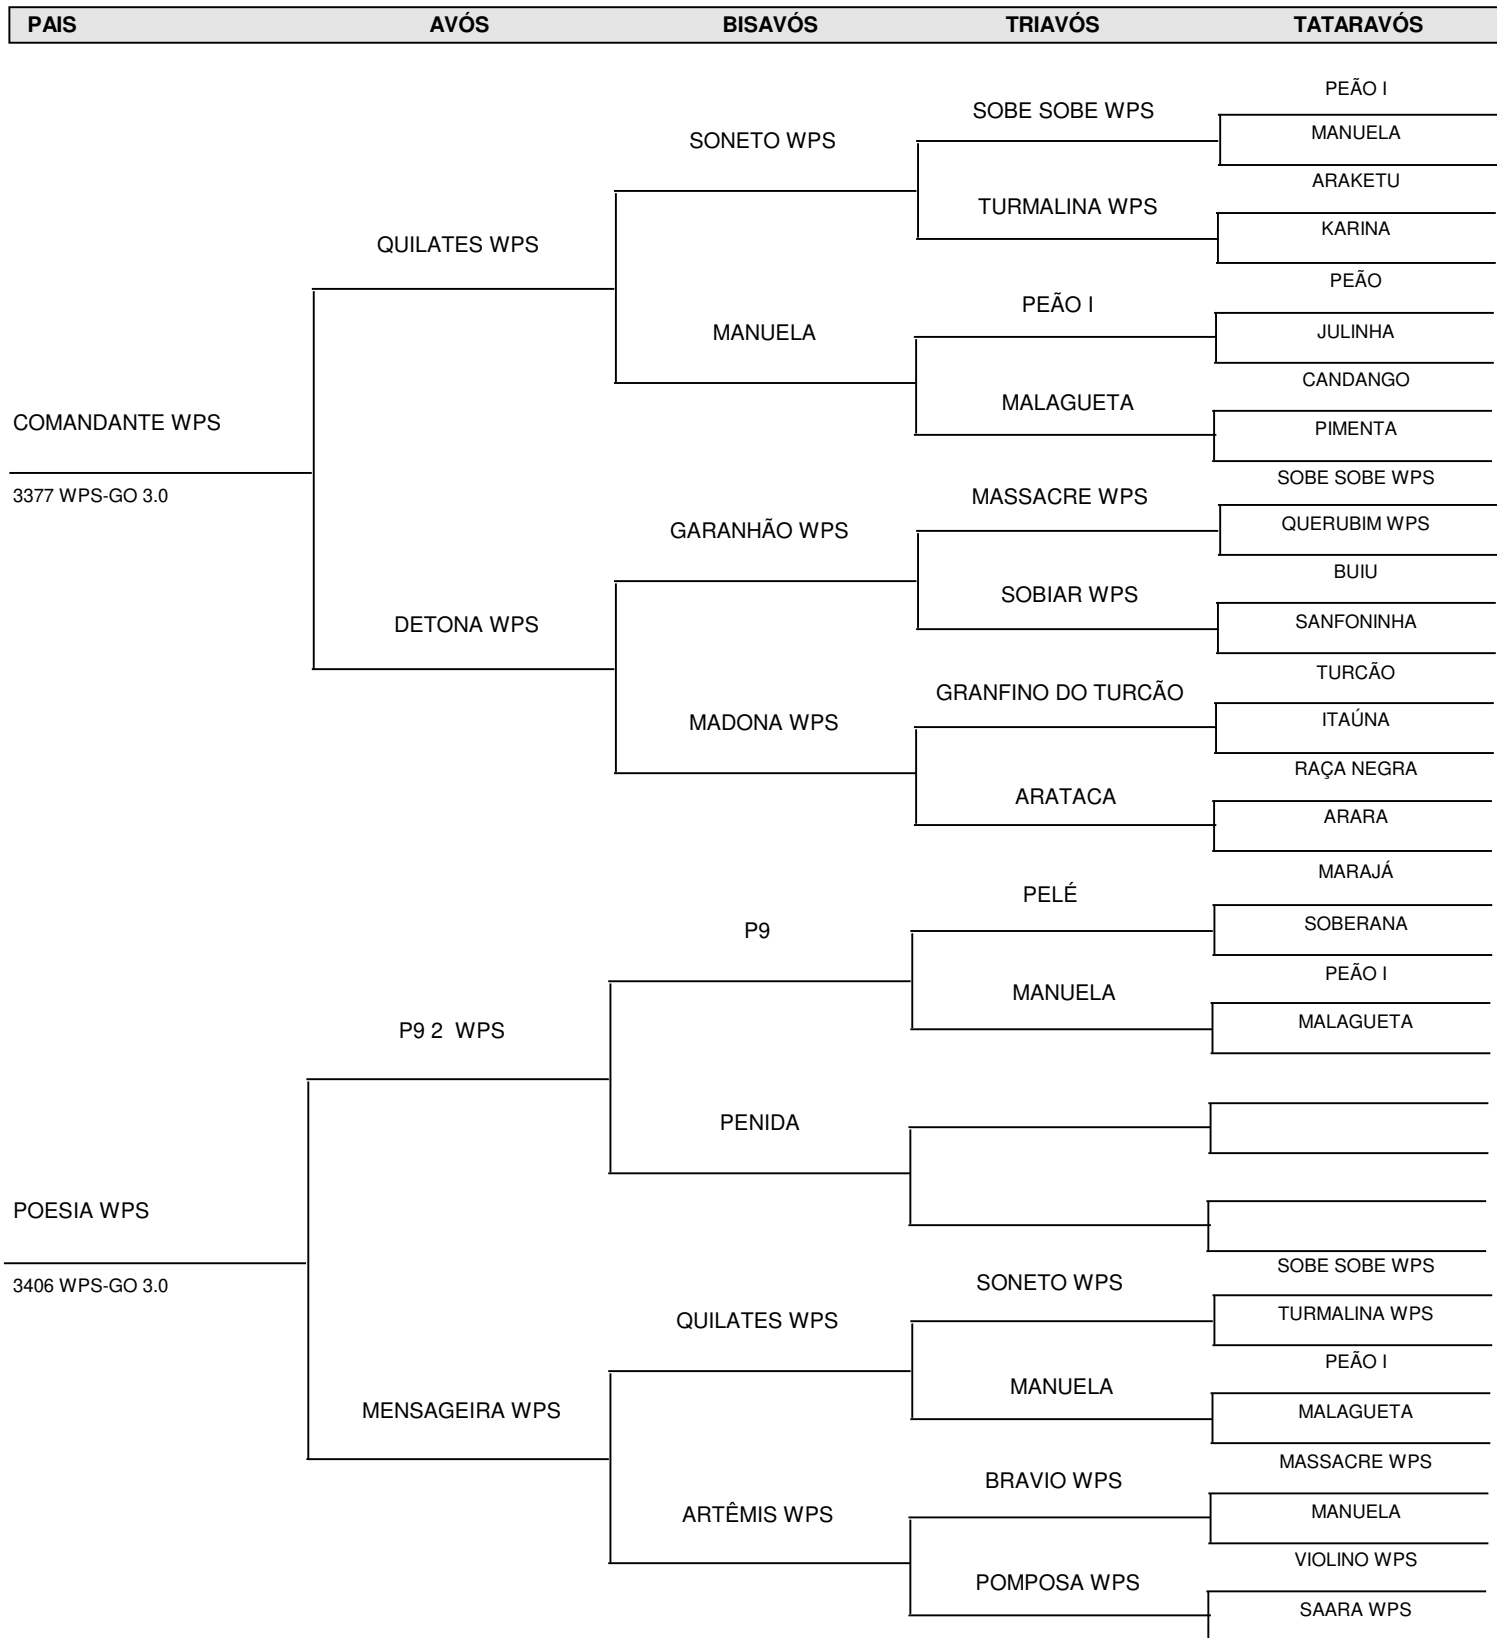 PAIS AVÓS BISAVÓS TRIAVÓS TATARAVÓS
PEÃO I
SOBE SOBE WPS
MANUELA
SONETO WPS
ARAKETU
TURMALINA WPS
KARINA
QUILATES WPS
PEÃO
PEÃO I
JULINHA
MANUELA
CANDANGO
MALAGUETA
COMANDANTE WPS
PIMENTA
SOBE SOBE WPS
3377 WPS-GO 3.0
MASSACRE WPS
QUERUBIM WPS
GARANHÃO WPS
BUIU
SOBIAR WPS
SANFONINHA
DETONA WPS
TURCÃO
GRANFINO DO TURCÃO
ITAÚNA
MADONA WPS
RAÇA NEGRA
ARATACA
ARARA
MARAJÁ
PELÉ
SOBERANA
P9
PEÃO I
MANUELA
MALAGUETA
P9 2 WPS
PENIDA
POESIA WPS
SOBE SOBE WPS
3406 WPS-GO 3.0
SONETO WPS
TURMALINA WPS
QUILATES WPS
PEÃO I
MANUELA
MENSAGEIRA WPS
MALAGUETA
MASSACRE WPS
BRAVIO WPS
MANUELA
ARTÊMIS WPS
VIOLINO WPS
POMPOSA WPS
SAARA WPS